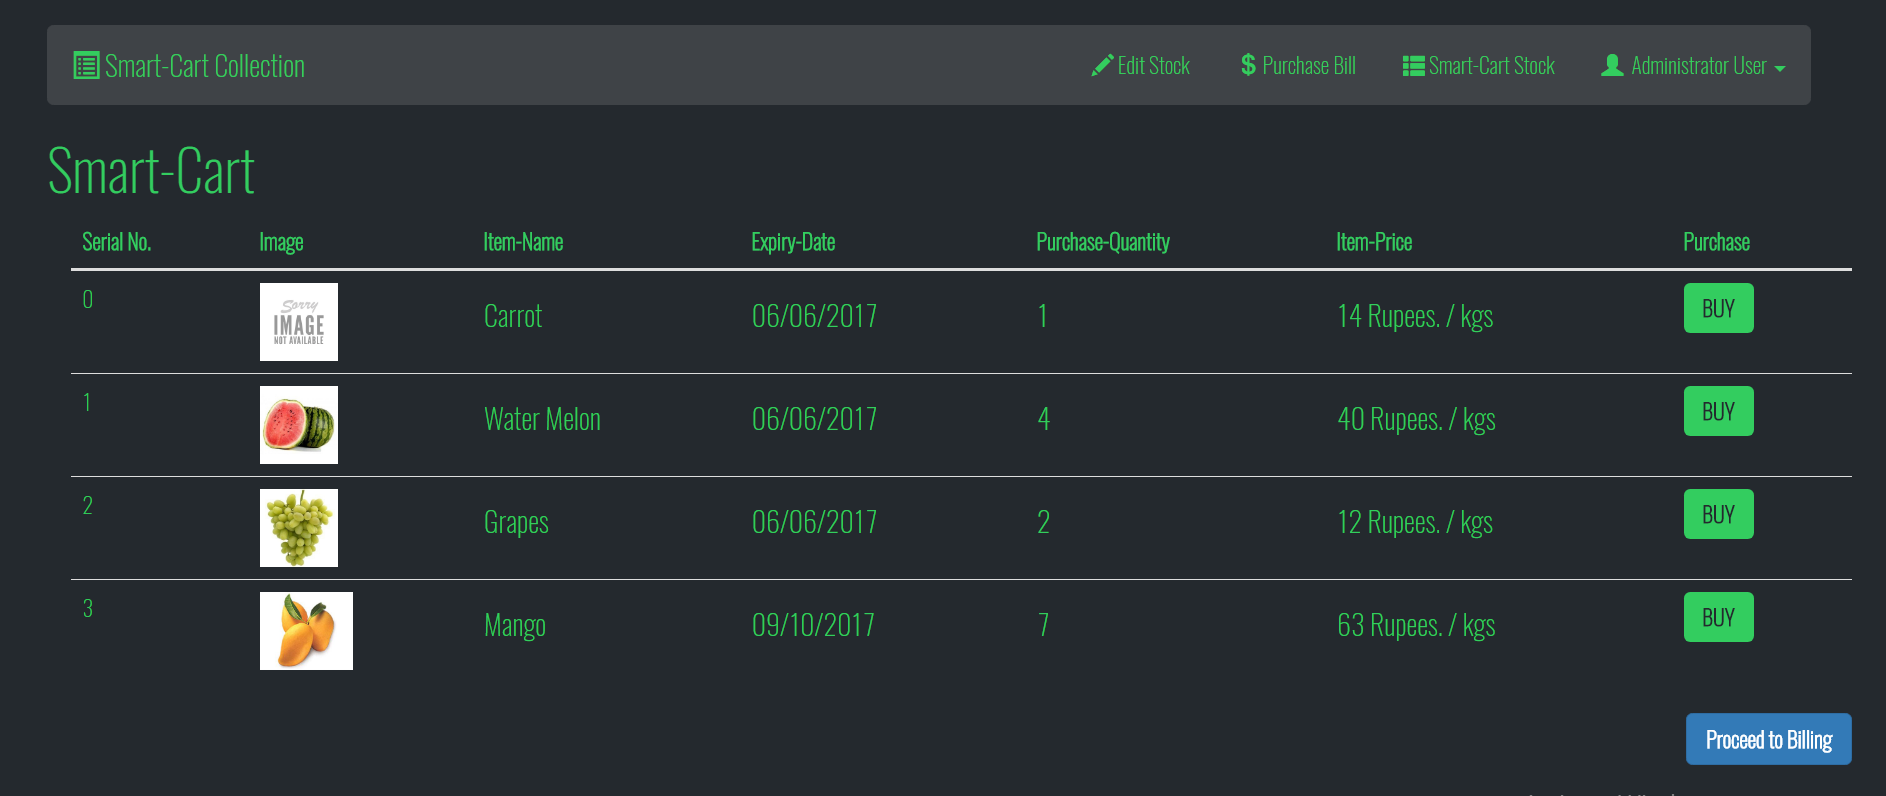 Smart-Cart Collection Edit Stock Purchase Bill Smart-Cart Stock Administrator User
Smart-Cart
Serial No. Image Item-Name Expiry-Date Purchase-Quantity Item-Price Purchase
0 Sorry IMAGE NOT AVAILABLE Carrot 06/06/2017 1 14 Rupees. / kgs BUY
1 Water Melon 06/06/2017 4 40 Rupees. / kgs BUY
2 Grapes 06/06/2017 2 12 Rupees. / kgs BUY
3 Mango 09/10/2017 7 63 Rupees. / kgs BUY
Proceed to Billing